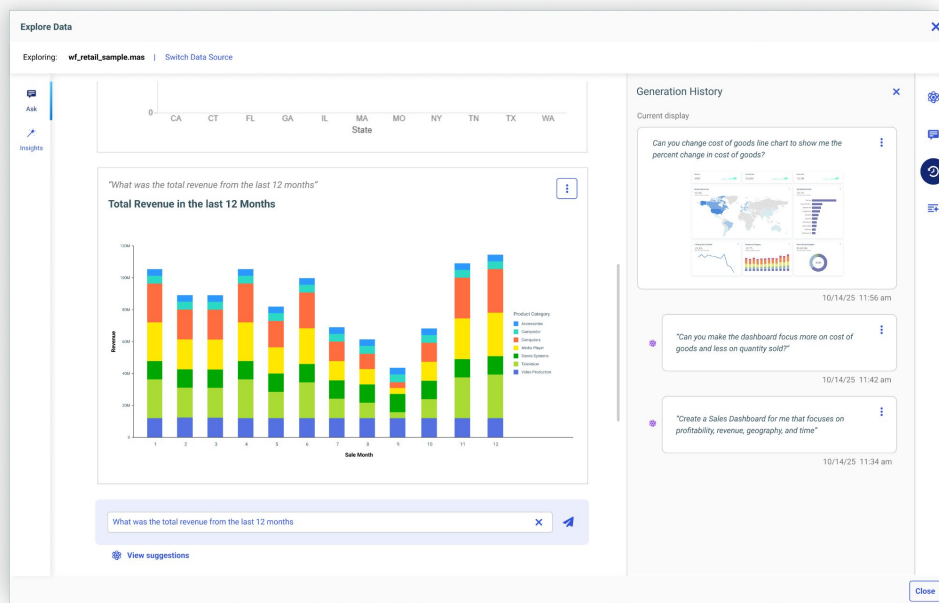 Explore Data
Exploring: wf_retail_sample.mas | Switch Data Source
Ask
Insights
0
CA CT FL GA IL MA MO NY TN TX WA
State
"What was the total revenue from the last 12 months"
Total Revenue in the last 12 Months
120M
100M
80M
60M
40M
20M
0
Revenue
1 2 3 4 5 6 7 8 9 10 11 12
Sale Month
Product Category
Accessories
Camcorder
Computers
Media Player
Stereo Systems
Televisions
Video Production
What was the total revenue from the last 12 months
View suggestions
Generation History
Current display
Can you change cost of goods line chart to show me the
percent change in cost of goods?
10/14/25 11:56 am
"Can you make the dashboard focus more on cost of
goods and less on quantity sold?"
10/14/25 11:42 am
"Create a Sales Dashboard for me that focuses on
profitability, revenue, geography, and time"
10/14/25 11:34 am
Close